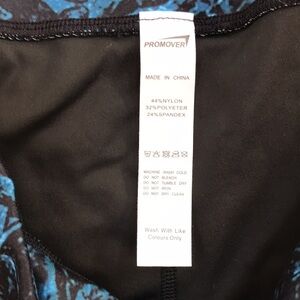 PROMOVER
MADE IN CHINA
44%NYLON
32%POLYETER
24%SPANDEX
MACHINE WASH COLD
DO NOT BLEACH
DO NOT TUMBLE DRY
DO NOT IRON
DO NOT DRY CLEAN
Wash With Like
Colours Only